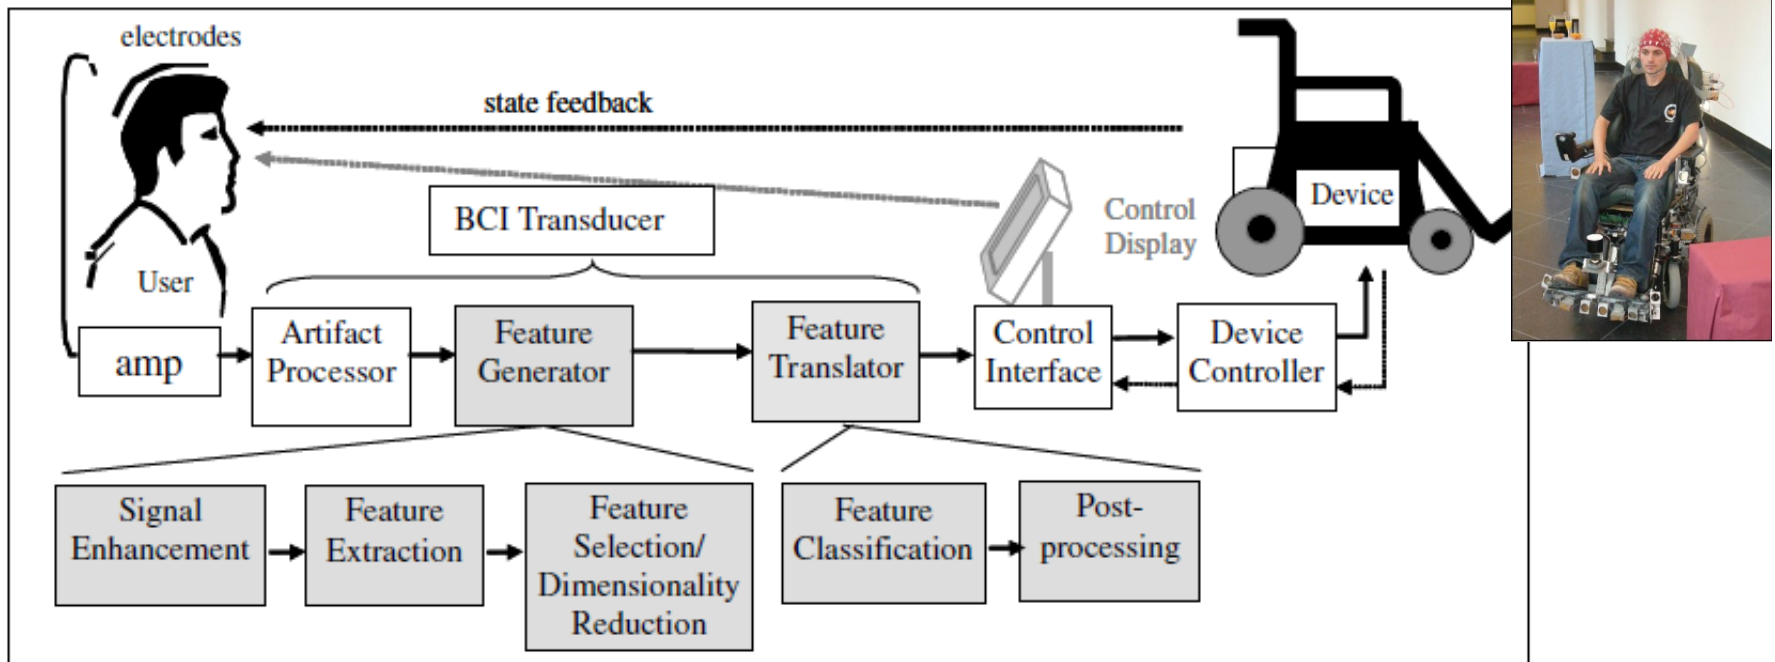 electrodes
state feedback
BCI Transducer
Control
Display
Device
User
amp
Artifact
Processor
Feature
Generator
Feature
Translator
Control
Interface
Device
Controller
Signal
Enhancement
Feature
Extraction
Feature
Selection/
Dimensionality
Reduction
Feature
Classification
Post-
processing